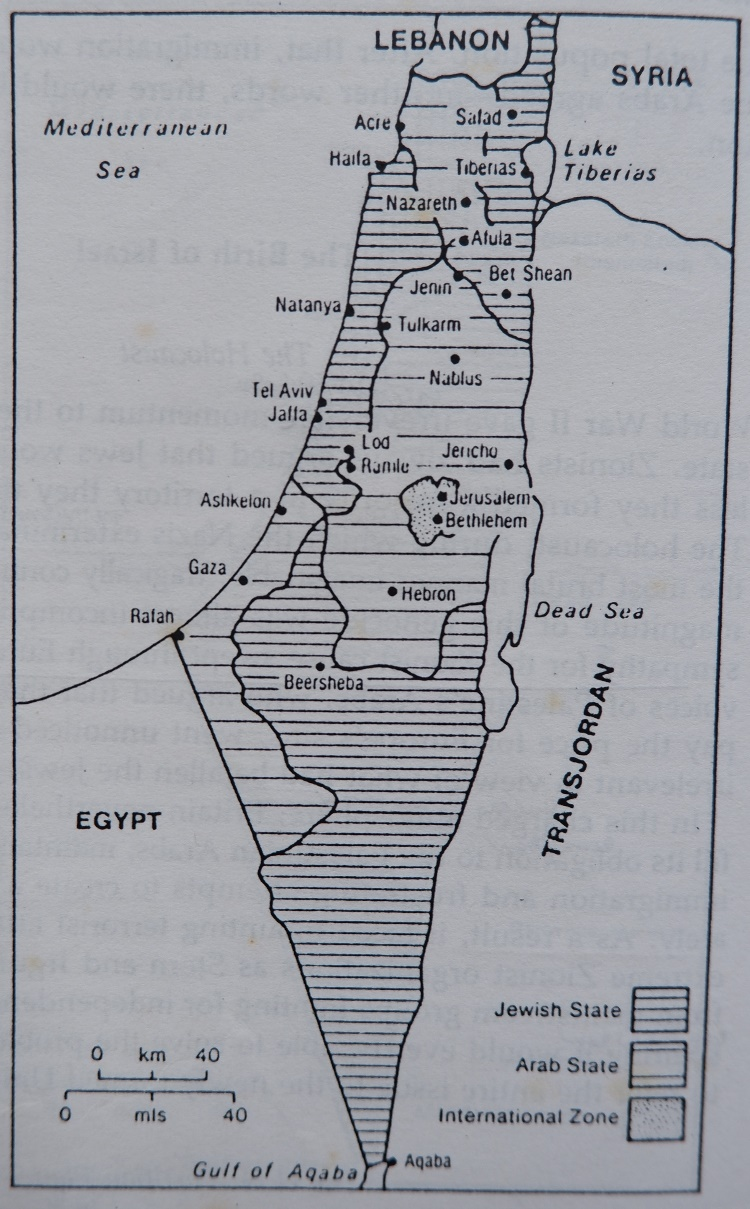 LEBANON
SYRIA
Mediterranean
Sea
Acre
Safad
Haifa
Tiberias
Lake
Tiberias
Nazareth
Afula
Jenin
Bet Shean
Natanya
Tulkarm
Nablus
Tel Aviv
Jaffa
Lod
Ramle
Jericho
Jerusalem
Bethlehem
Ashkelon
Gaza
Hebron
Dead Sea
Rafah
Beersheba
TRANSJORDAN
EGYPT
Jewish State
Arab State
International Zone
0 km 40
0 mls 40
Gulf of Aqaba
Aqaba